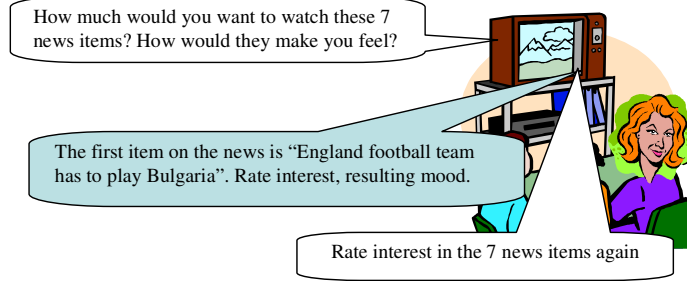 How much would you want to watch these 7
news items? How would they make you feel?
The first item on the news is “England football team
has to play Bulgaria”. Rate interest, resulting mood.
Rate interest in the 7 news items again